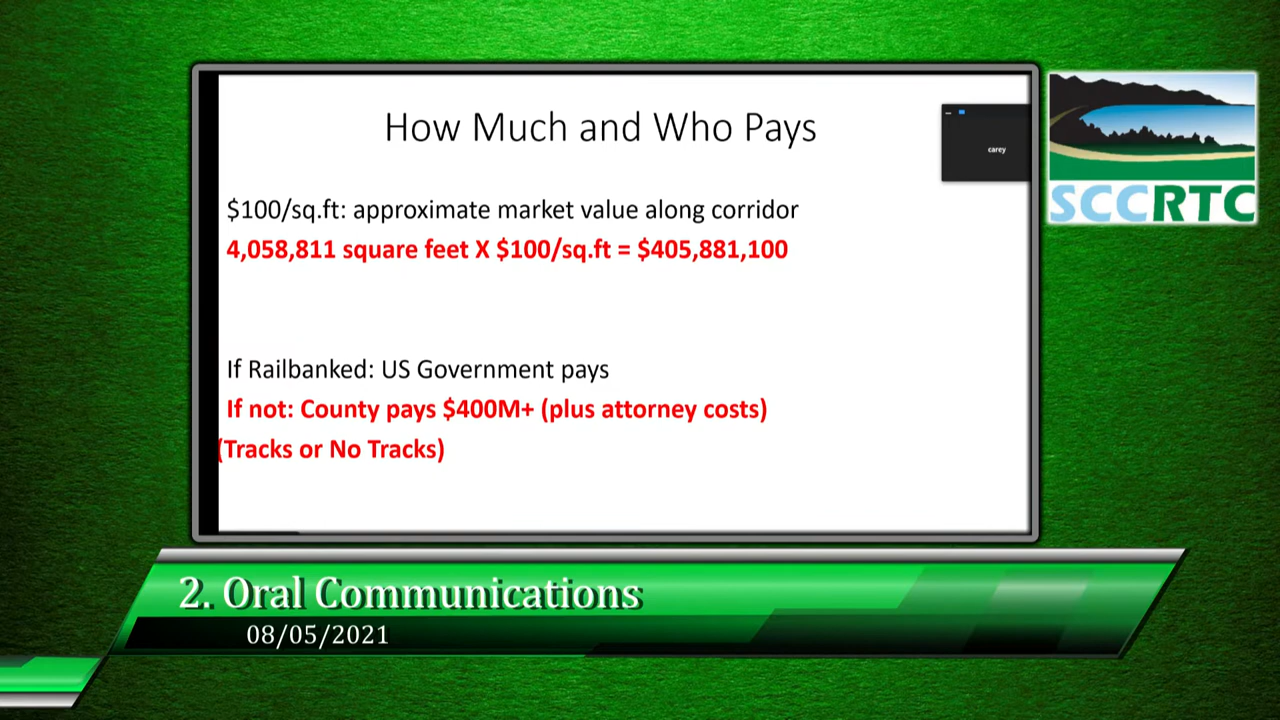 How Much and Who Pays
carey
$100/sq.ft: approximate market value along corridor
4,058,811 square feet X $100/sq.ft = $405,881,100
If Railbanked: US Government pays
If not: County pays $400M+ (plus attorney costs)
(Tracks or No Tracks)
SCCRTC
2. Oral Communications
08/05/2021